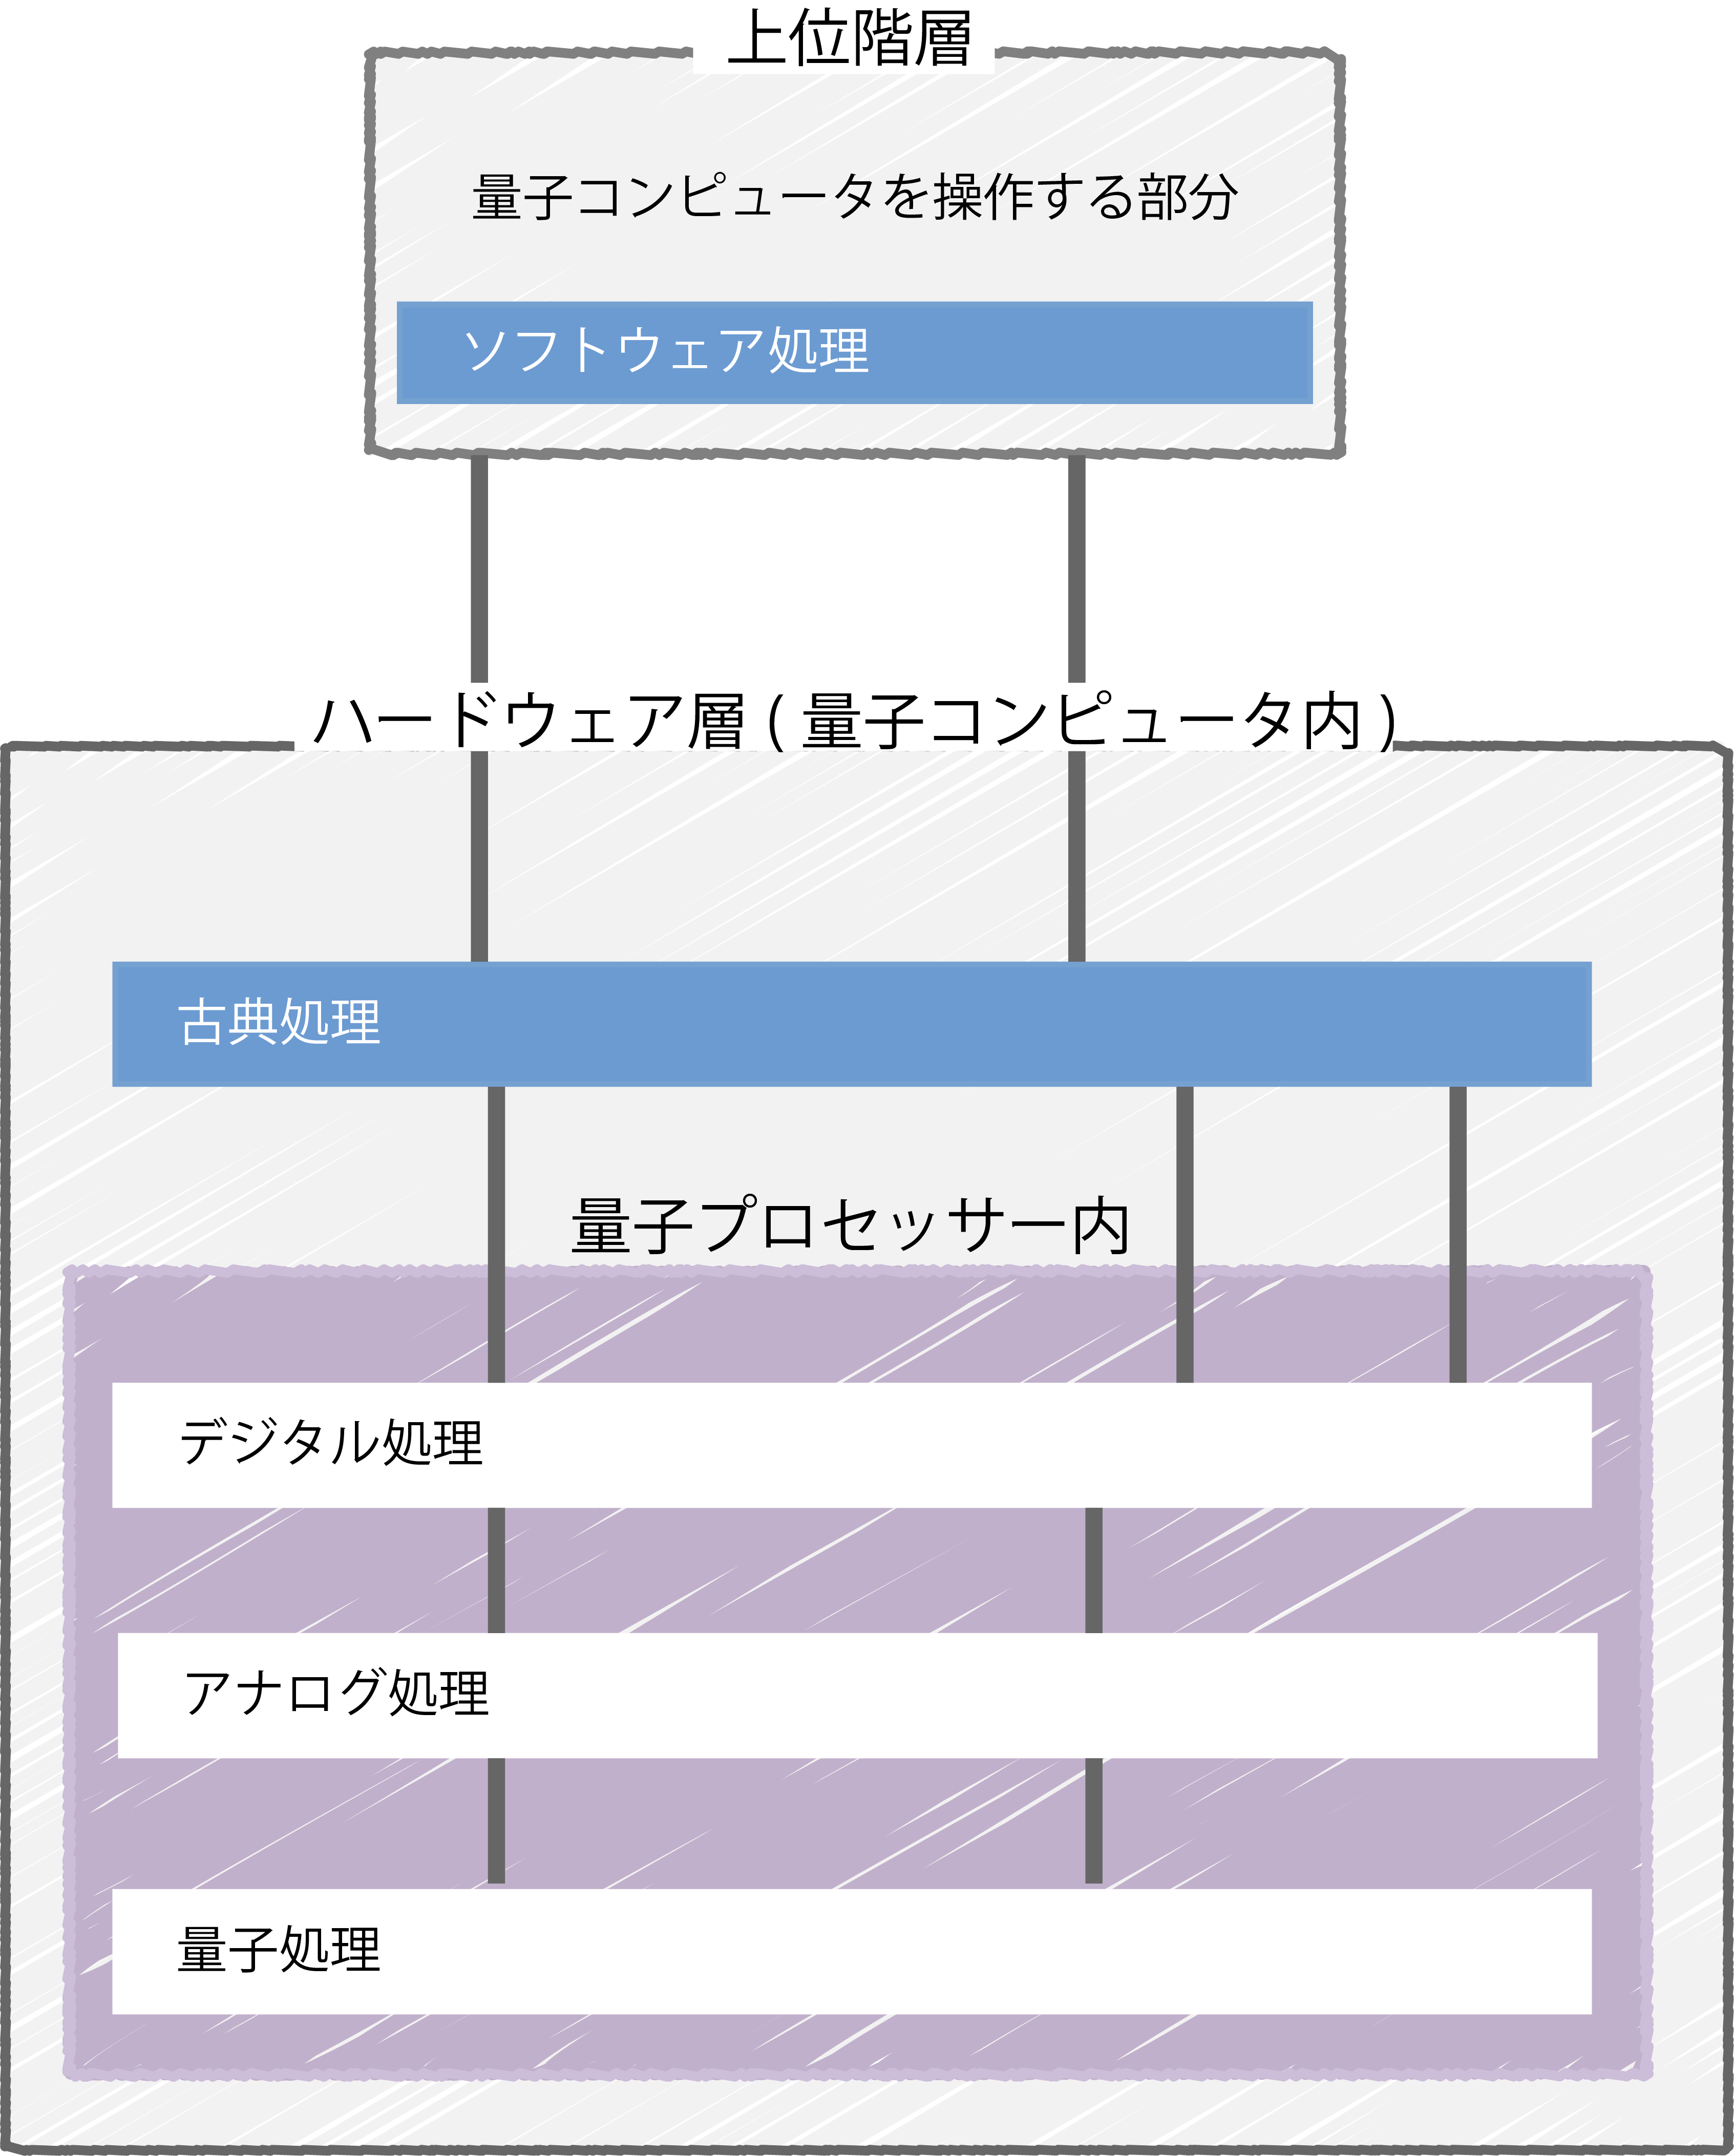 上位階層
量子コンピュータを操作する部分
ソフトウェア処理
ハードウェア層 ( 量子コンピュータ内 )
古典処理
量子プロセッサー内
デジタル処理
アナログ処理
量子処理